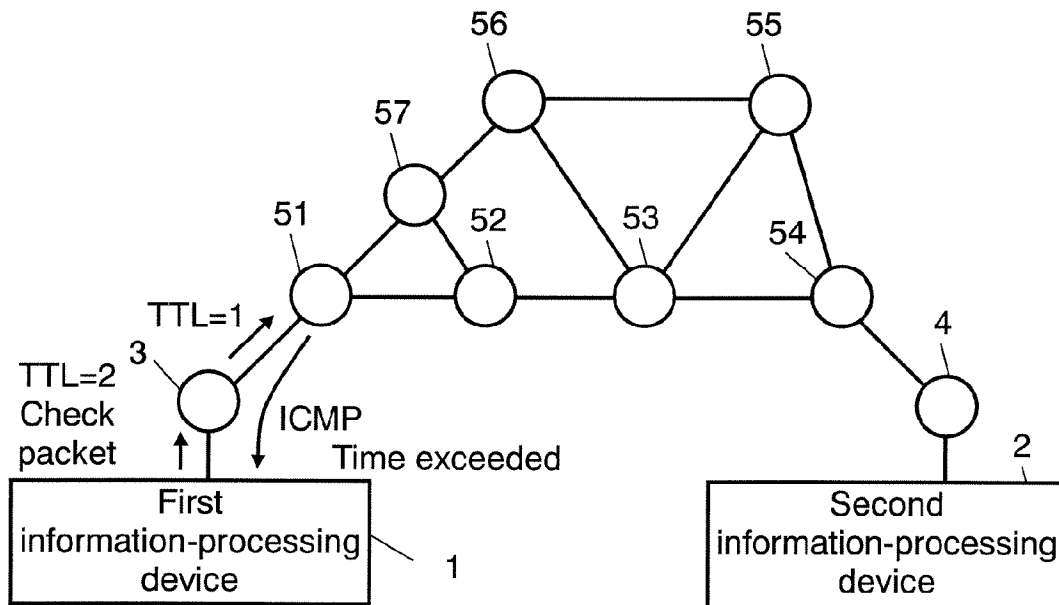 56
55
57
51
52
53
54
TTL=1
3
4
TTL=2
Check
packet
ICMP
Time exceeded
2
First
information-processing
device
1
Second
information-processing
device